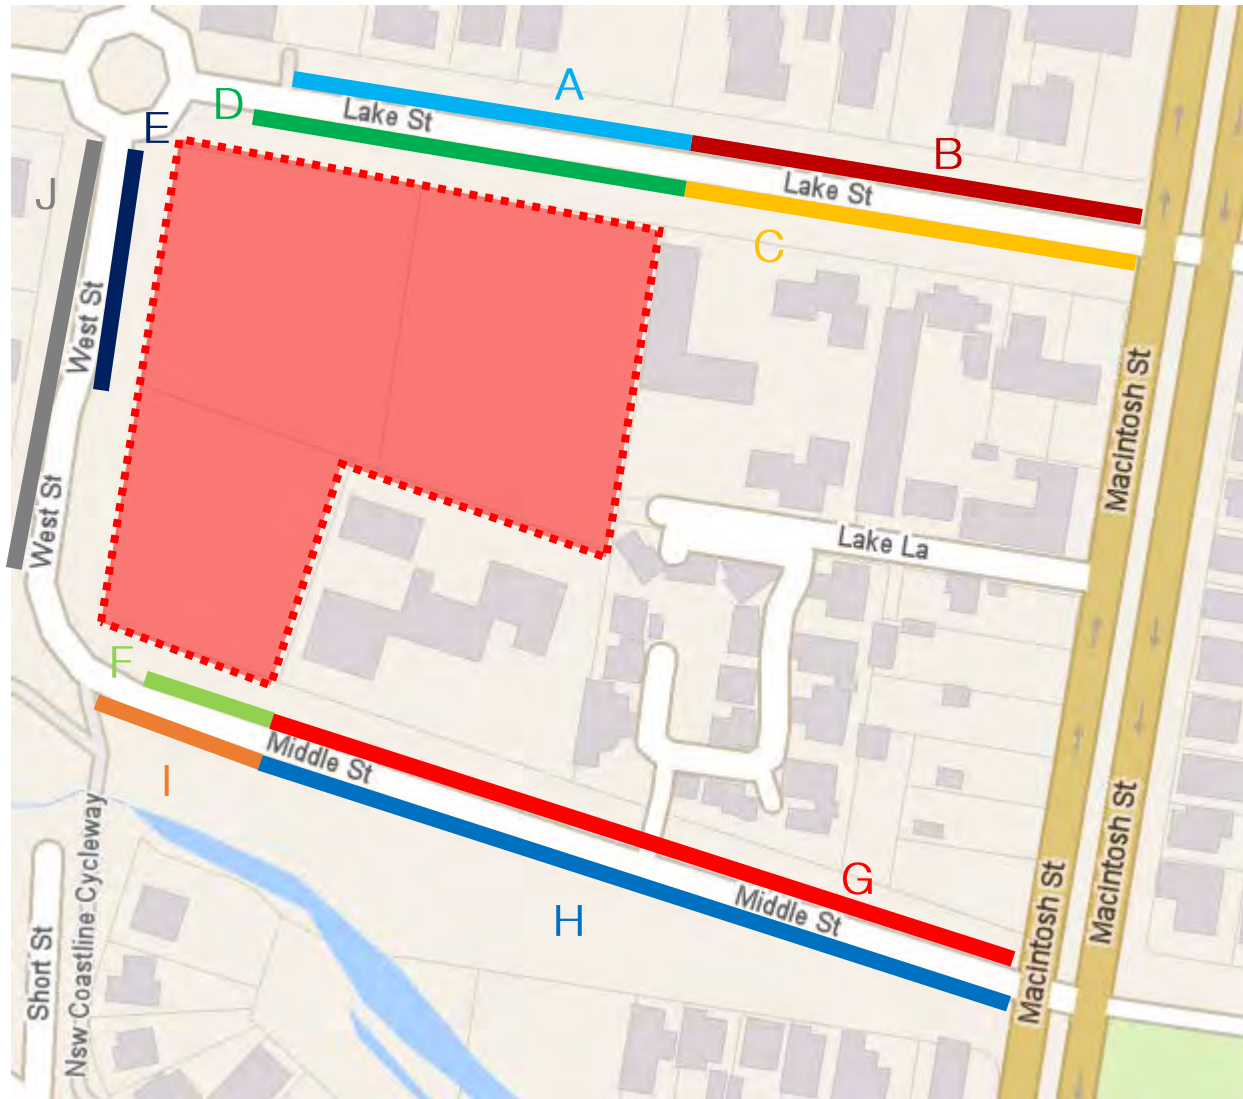 A
D
Lake St
E
B
J
Lake St
C
West St
Macintosh St
West St
Lake La
F
Middle St
I
Macintosh St
Nsw Coastline Cycleway
G
Middle St
H
Macintosh St
Short St